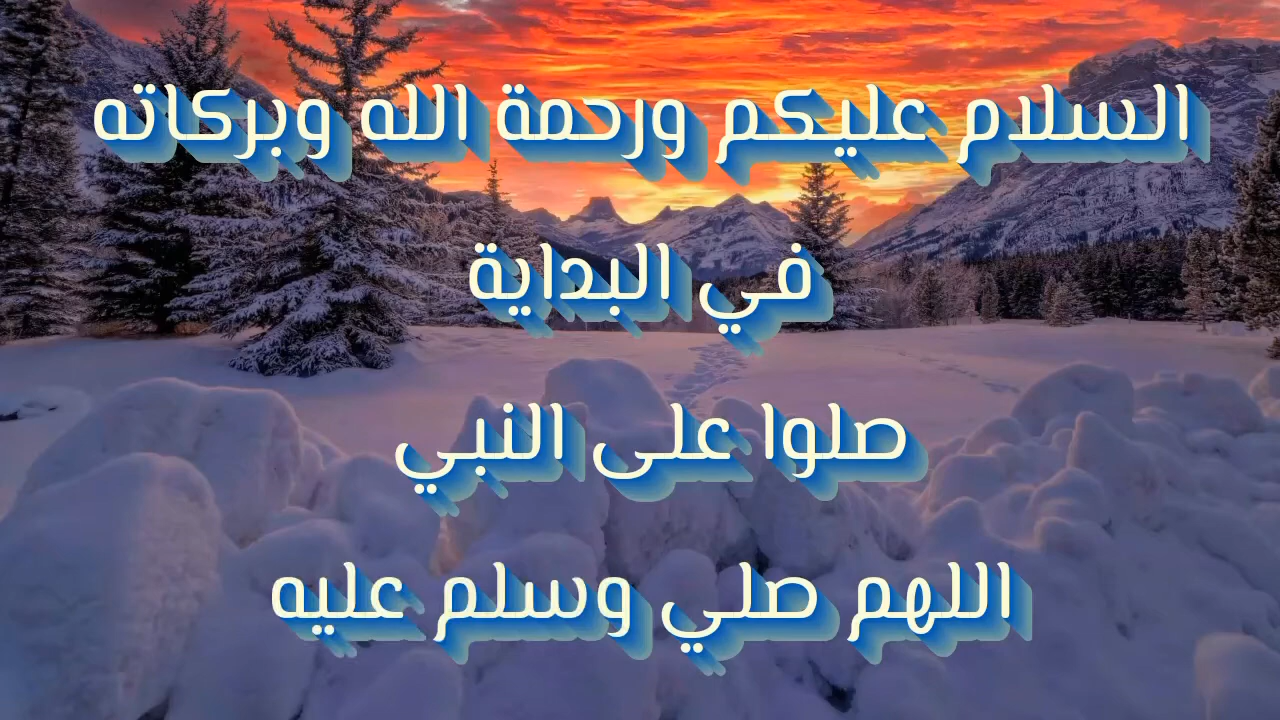 السلام عليكم ورحمة الله وبركاته
في البداية
صلوا على النبي
اللهم صلي وسلم عليه